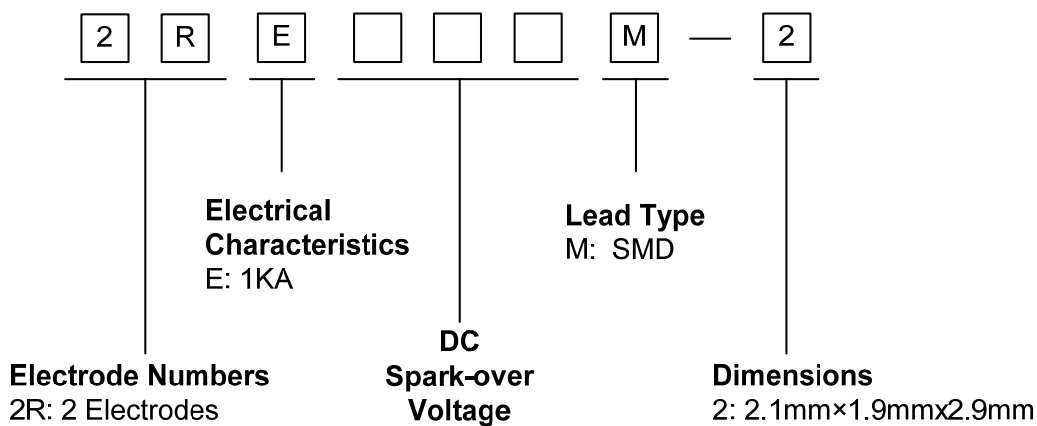 2 R E M — 2
Electrical
Characteristics
E: 1KA
Lead Type
M: SMD
DC
Spark-over
Voltage
Electrode Numbers
2R: 2 Electrodes
Dimensions
2: 2.1mm×1.9mmx2.9mm